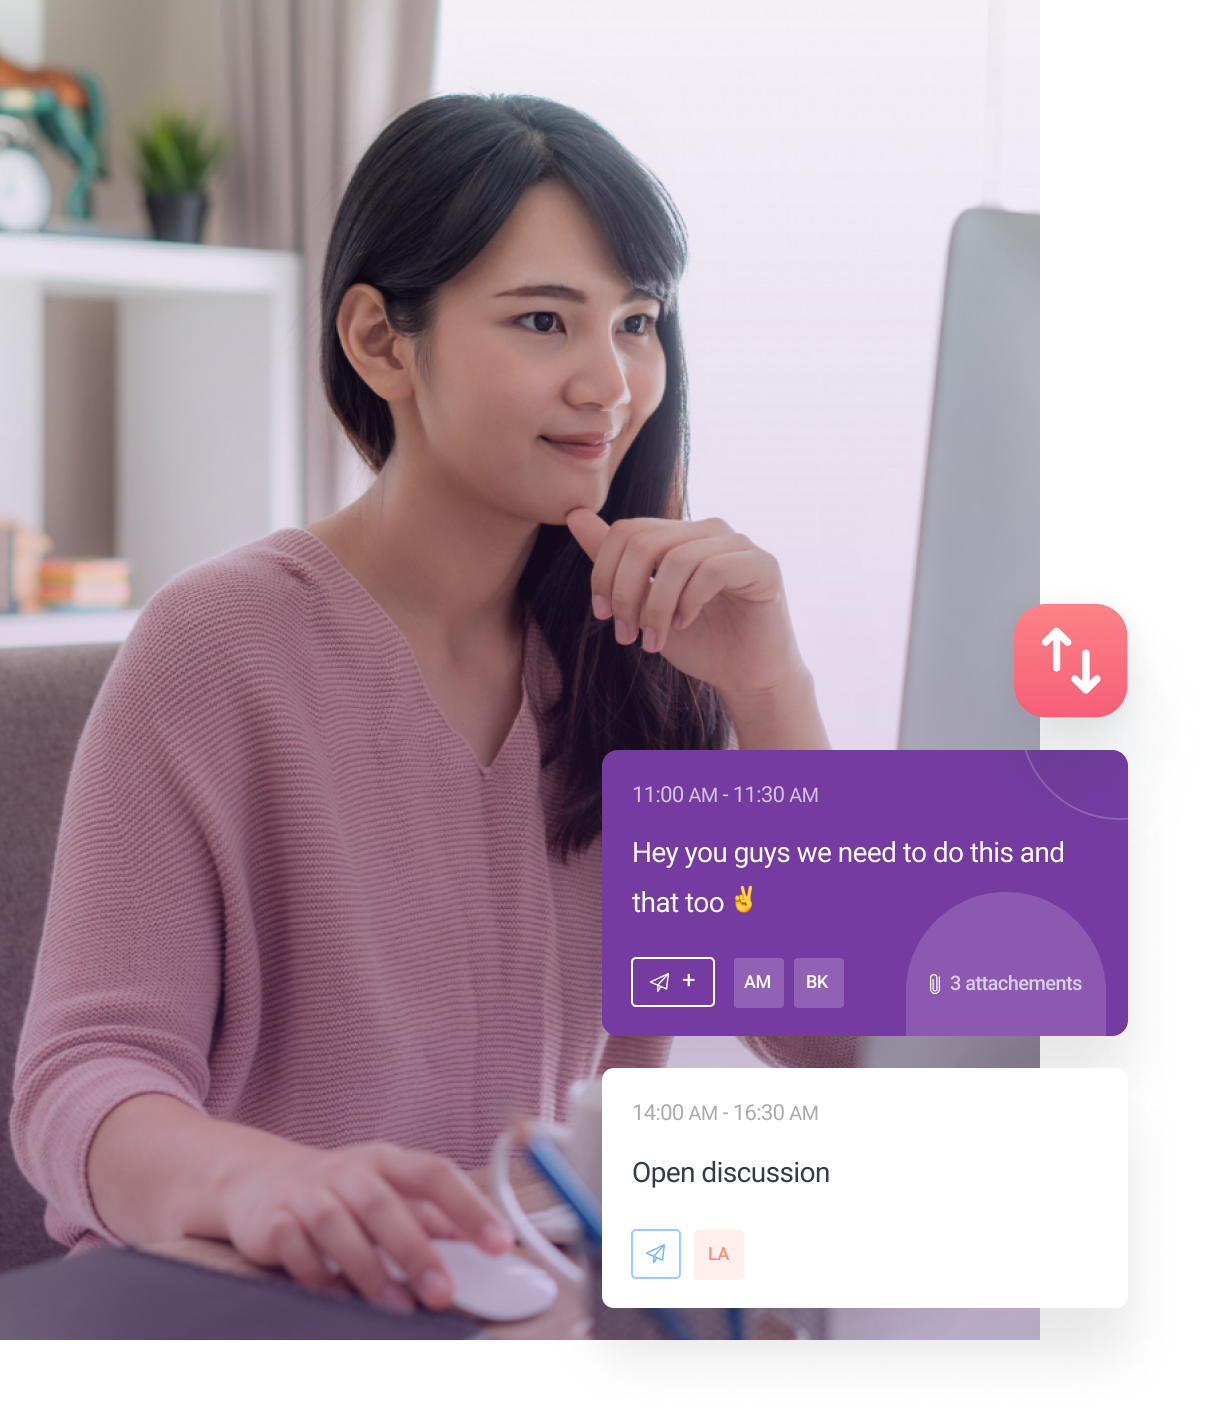 11:00 AM - 11:30 AM
Hey you guys we need to do this and
that too ✌
+ AM BK 3 attachements
14:00 AM - 16:30 AM
Open discussion
LA